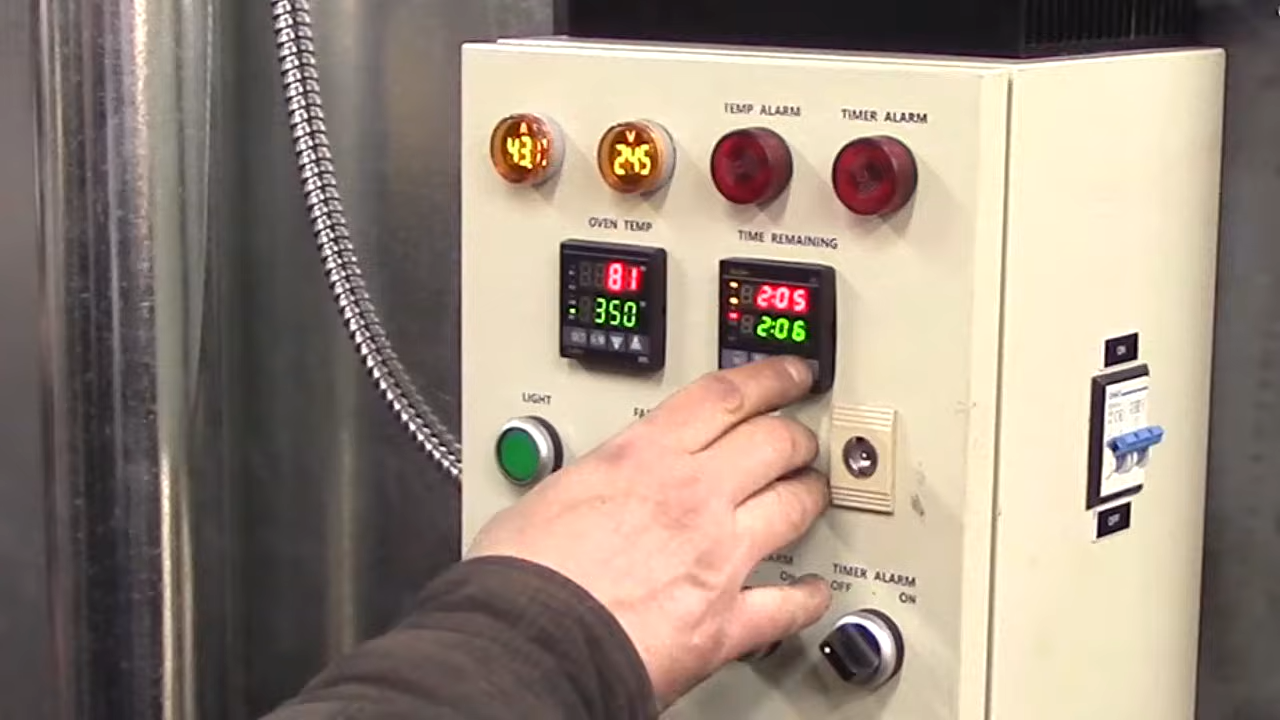 TEMP ALARM
TIMER ALARM
A
V
245
OVEN TEMP
TIME REMAINING
81
350
2:05
2:06
LIGHT
ON
OFF
TIMER ALARM
ON
OFF
ON